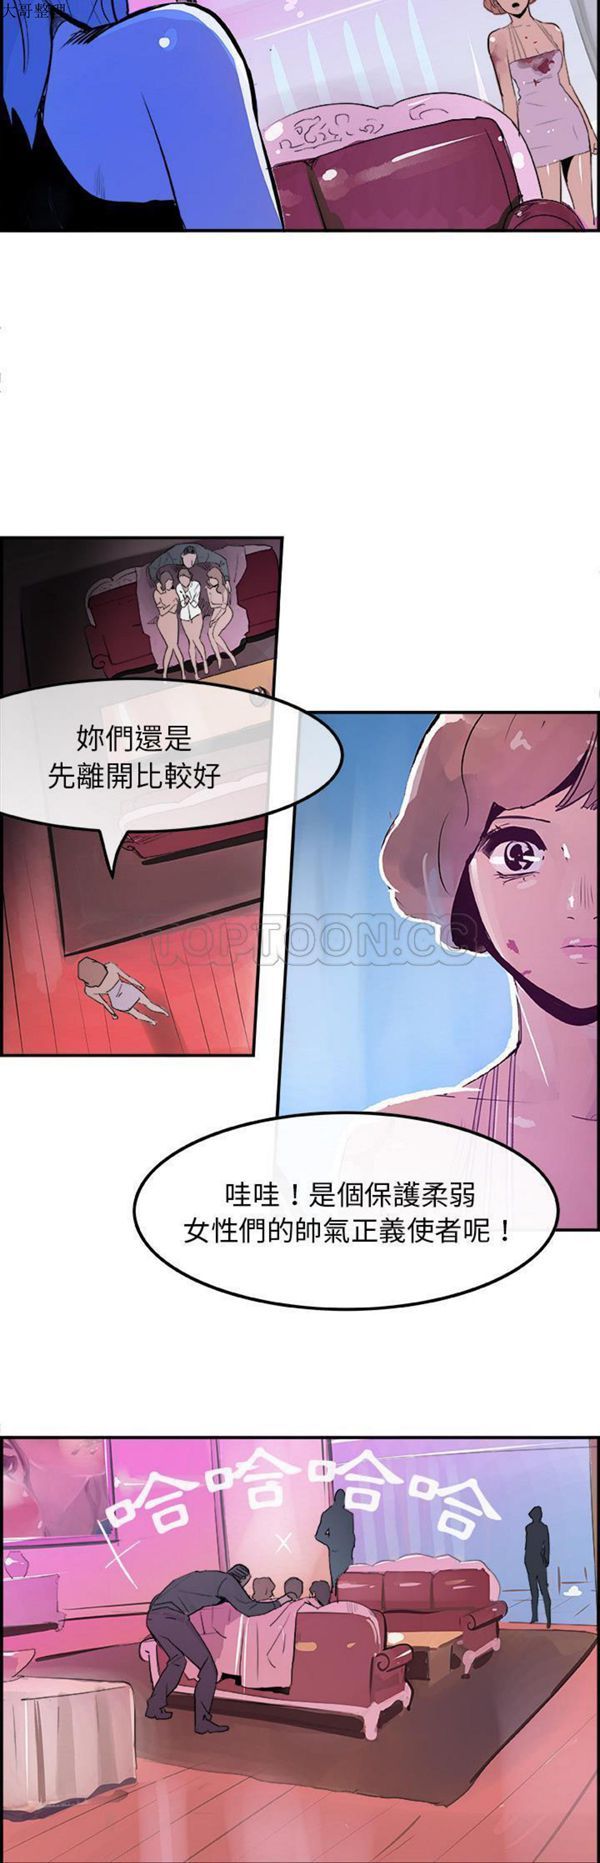 大哥整理
妳們還是
先離開比較好
TOPTOON.CC
哇哇！是個保護柔弱
女性們的帥氣正義使者呢！
哈哈哈哈